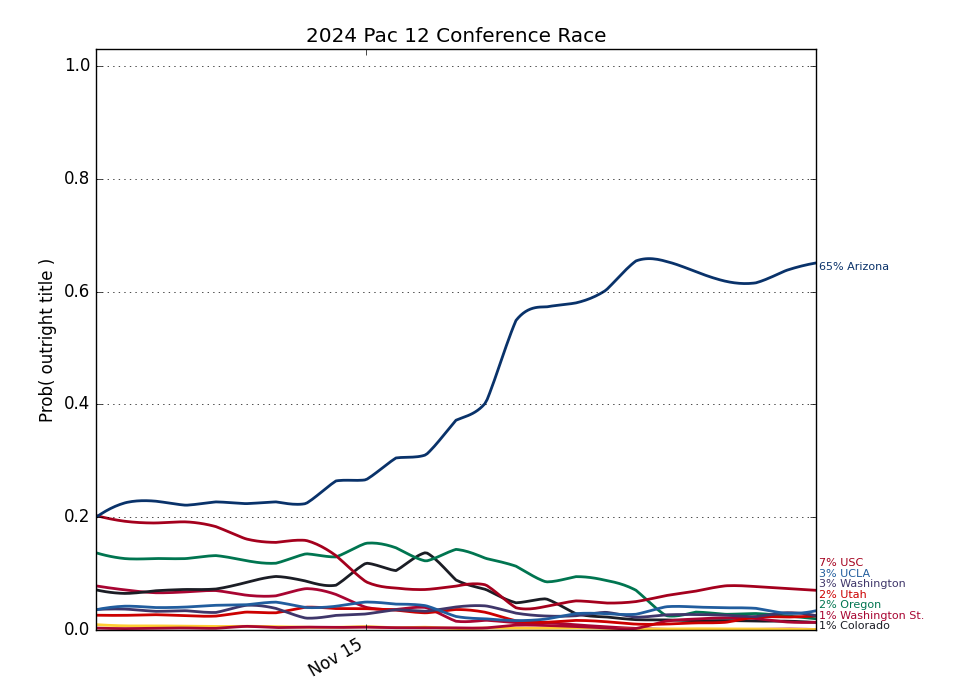 2024 Pac 12 Conference Race
1.0
0.8
0.6
0.4
0.2
0.0
Prob( outright title )
Nov 15
65% Arizona
7% USC
3% UCLA
3% Washington
2% Utah
2% Oregon
1% Washington St.
1% Colorado